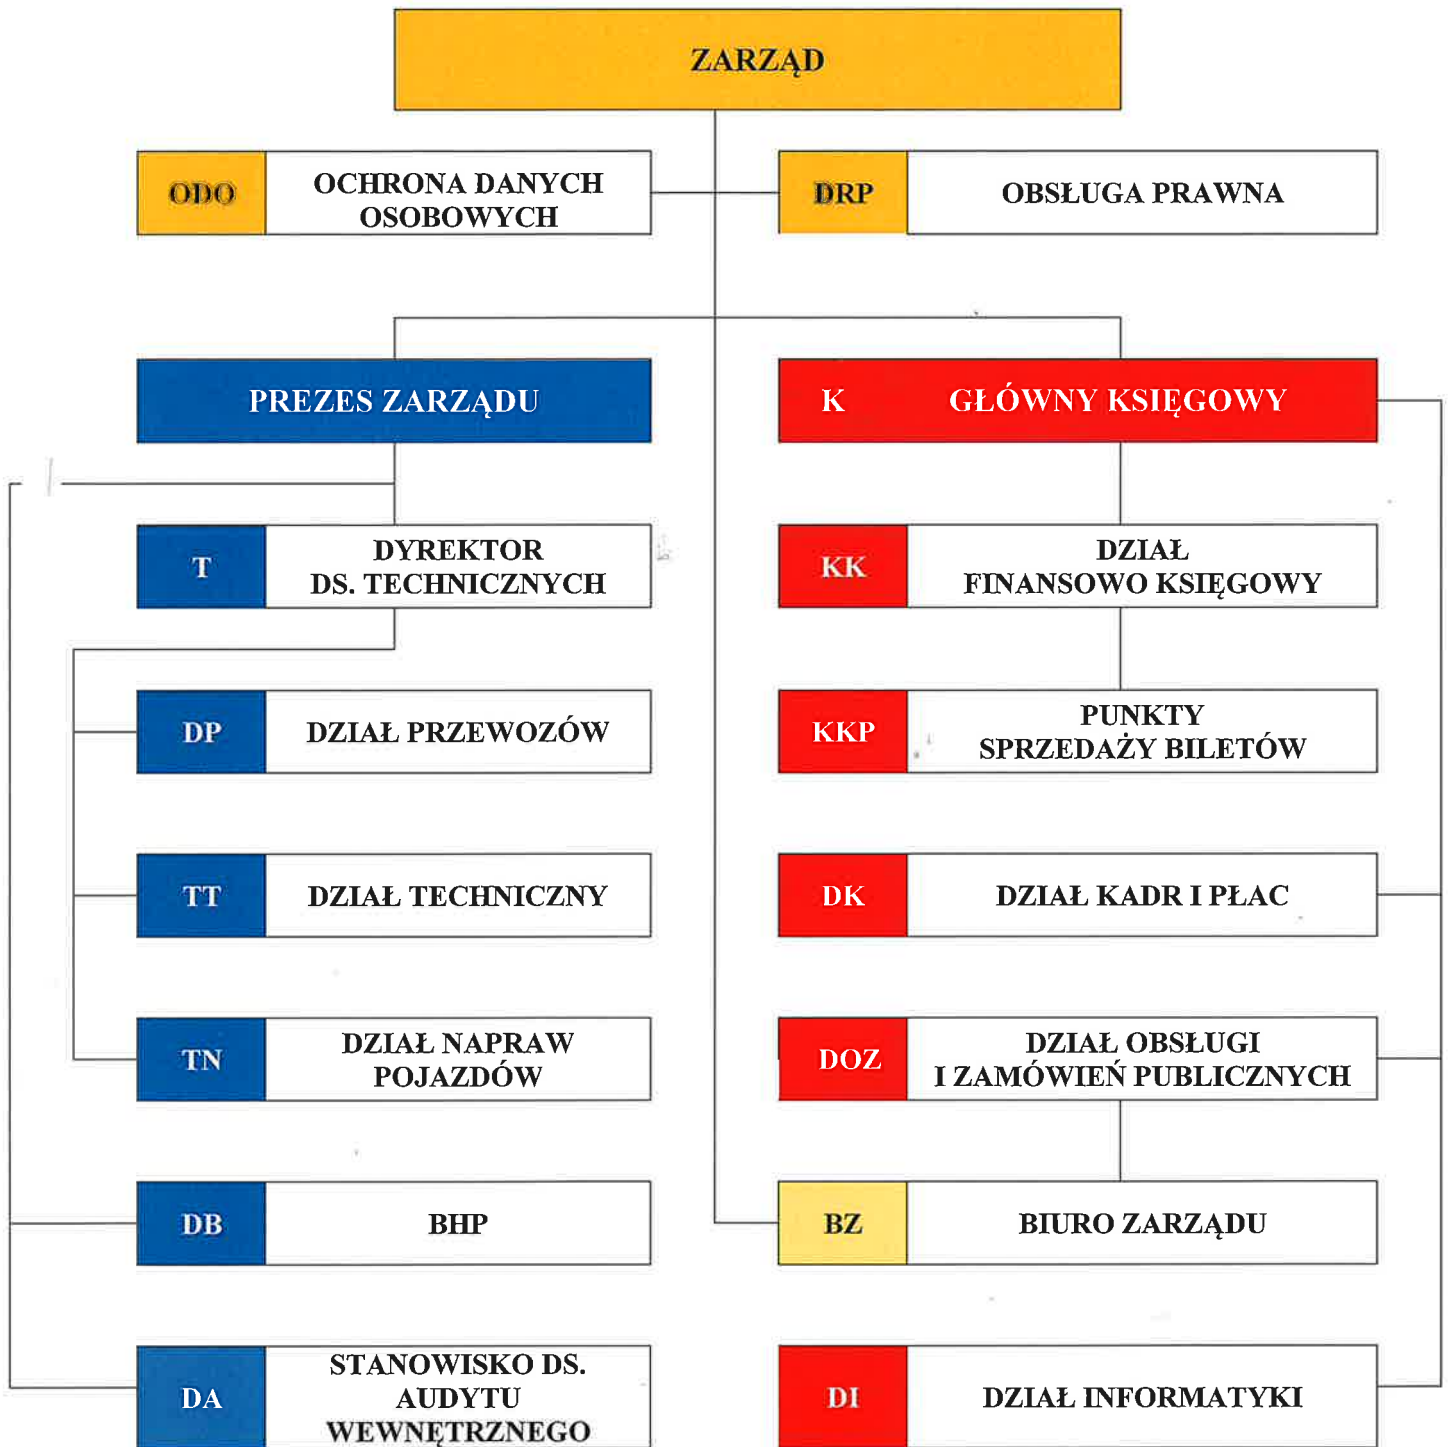 ZARZĄD
ODO
OCHRONA DANYCH
OSOBOWYCH
DRP
OBSŁUGA PRAWNA
PREZES ZARZĄDU
K GŁÓWNY KSIĘGOWY
T
DYREKTOR
DS. TECHNICZNYCH
KK
DZIAŁ
FINANSOWO KSIĘGOWY
DP
DZIAŁ PRZEWOZÓW
KKP
PUNKTY
SPRZEDAŻY BILETÓW
TT
DZIAŁ TECHNICZNY
DK
DZIAŁ KADR I PŁAC
TN
DZIAŁ NAPRAW
POJAZDÓW
DOZ
DZIAŁ OBSŁUGI
I ZAMÓWIEŃ PUBLICZNYCH
DB
BHP
BZ
BIURO ZARZĄDU
DA
STANOWISKO DS.
AUDYTU
WEWNĘTRZNEGO
DI
DZIAŁ INFORMATYKI